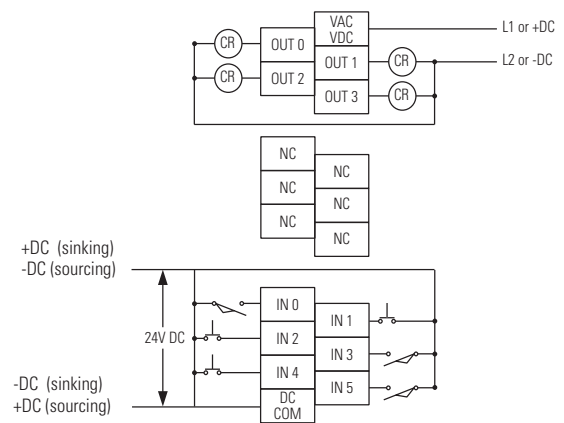 VAC
VDC
L1 or +DC
CR
OUT 0
OUT 1
CR
L2 or -DC
CR
OUT 2
OUT 3
CR
NC
NC
NC
NC
NC
NC
+DC (sinking)
-DC (sourcing)
IN 0
IN 1
24V DC
IN 2
IN 3
IN 4
IN 5
-DC (sinking)
+DC (sourcing)
DC
COM